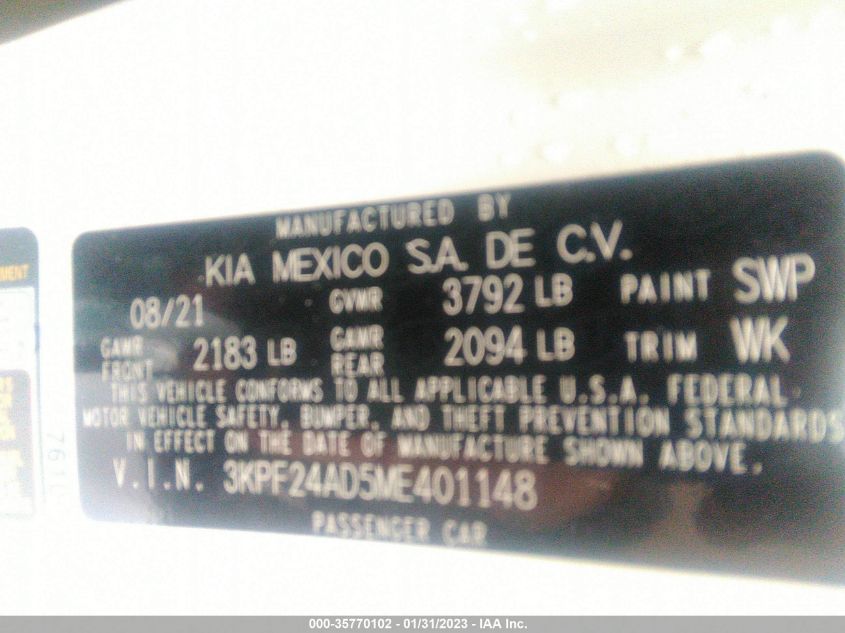 MANUFACTURED BY
KIA MEXICO S.A. DE C.V.
08/21 GVWR 3792 LB PAINT SWP
GAWR FRONT 2183 LB GAWR REAR 2094 LB TRIM WK
THIS VEHICLE CONFORMS TO ALL APPLICABLE U.S.A. FEDERAL
MOTOR VEHICLE SAFETY, BUMPER, AND THEFT PREVENTION STANDARDS
IN EFFECT ON THE DATE OF MANUFACTURE SHOWN ABOVE.
V.I.N. 3KPF24AD5ME401148
PASSENGER CAR
000-35770102 - 01/31/2023 - IAA Inc.